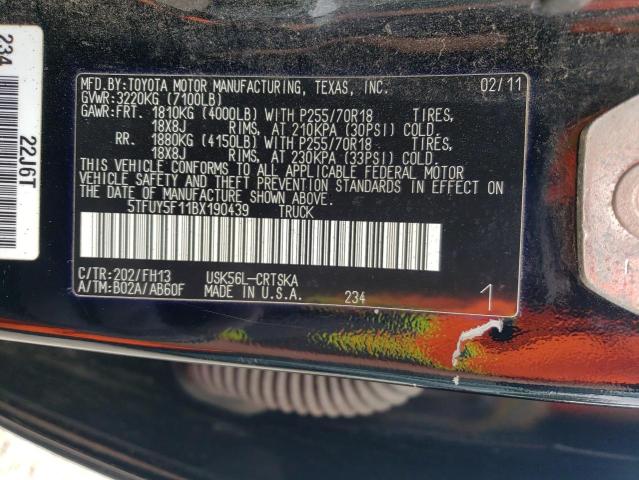 MFD.BY:TOYOTA MOTOR MANUFACTURING, TEXAS, INC. 02/11
GVWR:3220KG (7100LB)
GAWR:FRT. 1810KG (4000LB) WITH P255/70R18 TIRES,
18X8J RIMS, AT 210KPA (30PSI) COLD.
RR. 1880KG (4150LB) WITH P255/70R18 TIRES,
18X8J RIMS, AT 230KPA (33PSI) COLD.
THIS VEHICLE CONFORMS TO ALL APPLICABLE FEDERAL MOTOR
VEHICLE SAFETY AND THEFT PREVENTION STANDARDS IN EFFECT ON
THE DATE OF MANUFACTURE SHOWN ABOVE.
5TFUY5F11BX190439 TRUCK
C/TR:202/FH13 USK56L-CRTSKA
A/TM:B02A/AB60F MADE IN U.S.A. 234 1
234
22J6T